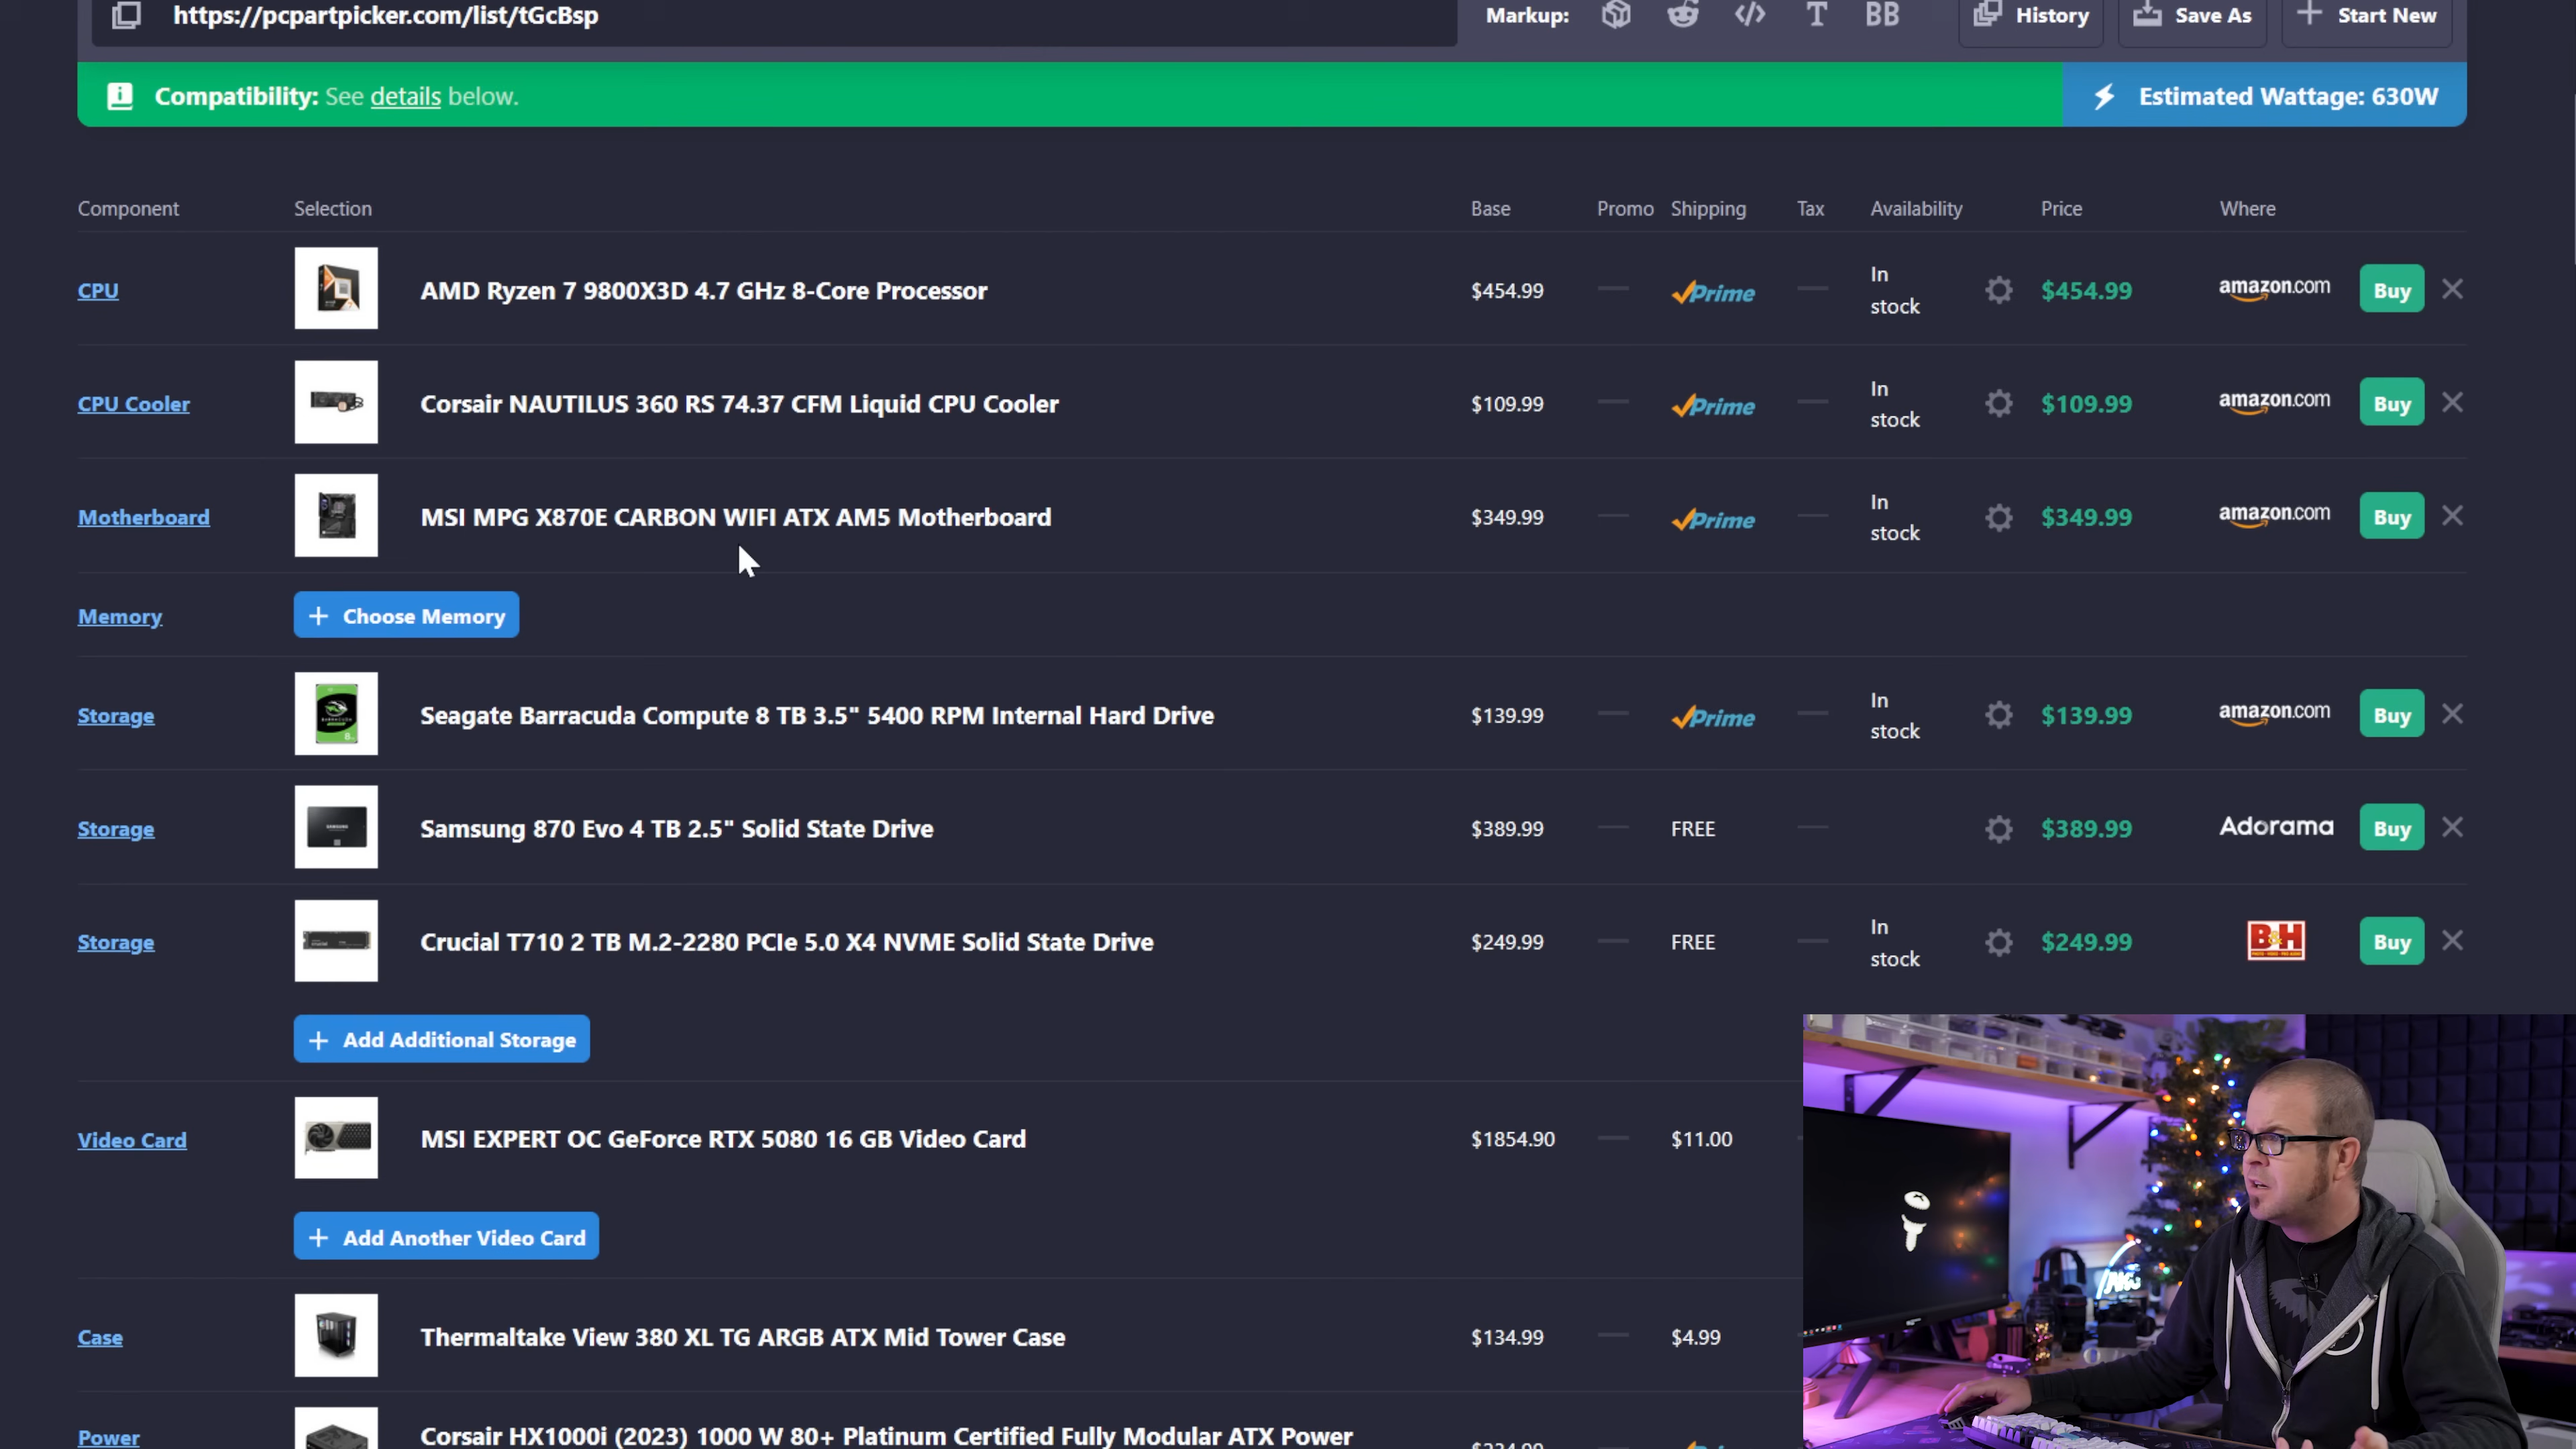 https://pcpartpicker.com/list/tGcBsp Markup: T BB History Save As Start New
Compatibility: See details below. Estimated Wattage: 630W
Component Selection Base Promo Shipping Tax Availability Price Where
CPU AMD Ryzen 7 9800X3D 4.7 GHz 8-Core Processor $454.99 — Prime — In stock $454.99 amazon.com Buy
CPU Cooler Corsair NAUTILUS 360 RS 74.37 CFM Liquid CPU Cooler $109.99 — Prime — In stock $109.99 amazon.com Buy
Motherboard MSI MPG X870E CARBON WIFI ATX AM5 Motherboard $349.99 — Prime — In stock $349.99 amazon.com Buy
Memory + Choose Memory
Storage Seagate Barracuda Compute 8 TB 3.5" 5400 RPM Internal Hard Drive $139.99 — Prime — In stock $139.99 amazon.com Buy
Storage Samsung 870 Evo 4 TB 2.5" Solid State Drive $389.99 — FREE — $389.99 Adorama Buy
Storage Crucial T710 2 TB M.2-2280 PCIe 5.0 X4 NVME Solid State Drive $249.99 — FREE — In stock $249.99 B&H Buy
+ Add Additional Storage
Video Card MSI EXPERT OC GeForce RTX 5080 16 GB Video Card $1854.90 — $11.00
+ Add Another Video Card
Case Thermaltake View 380 XL TG ARGB ATX Mid Tower Case $134.99 — $4.99
Power Corsair HX1000i (2023) 1000 W 80+ Platinum Certified Fully Modular ATX Power